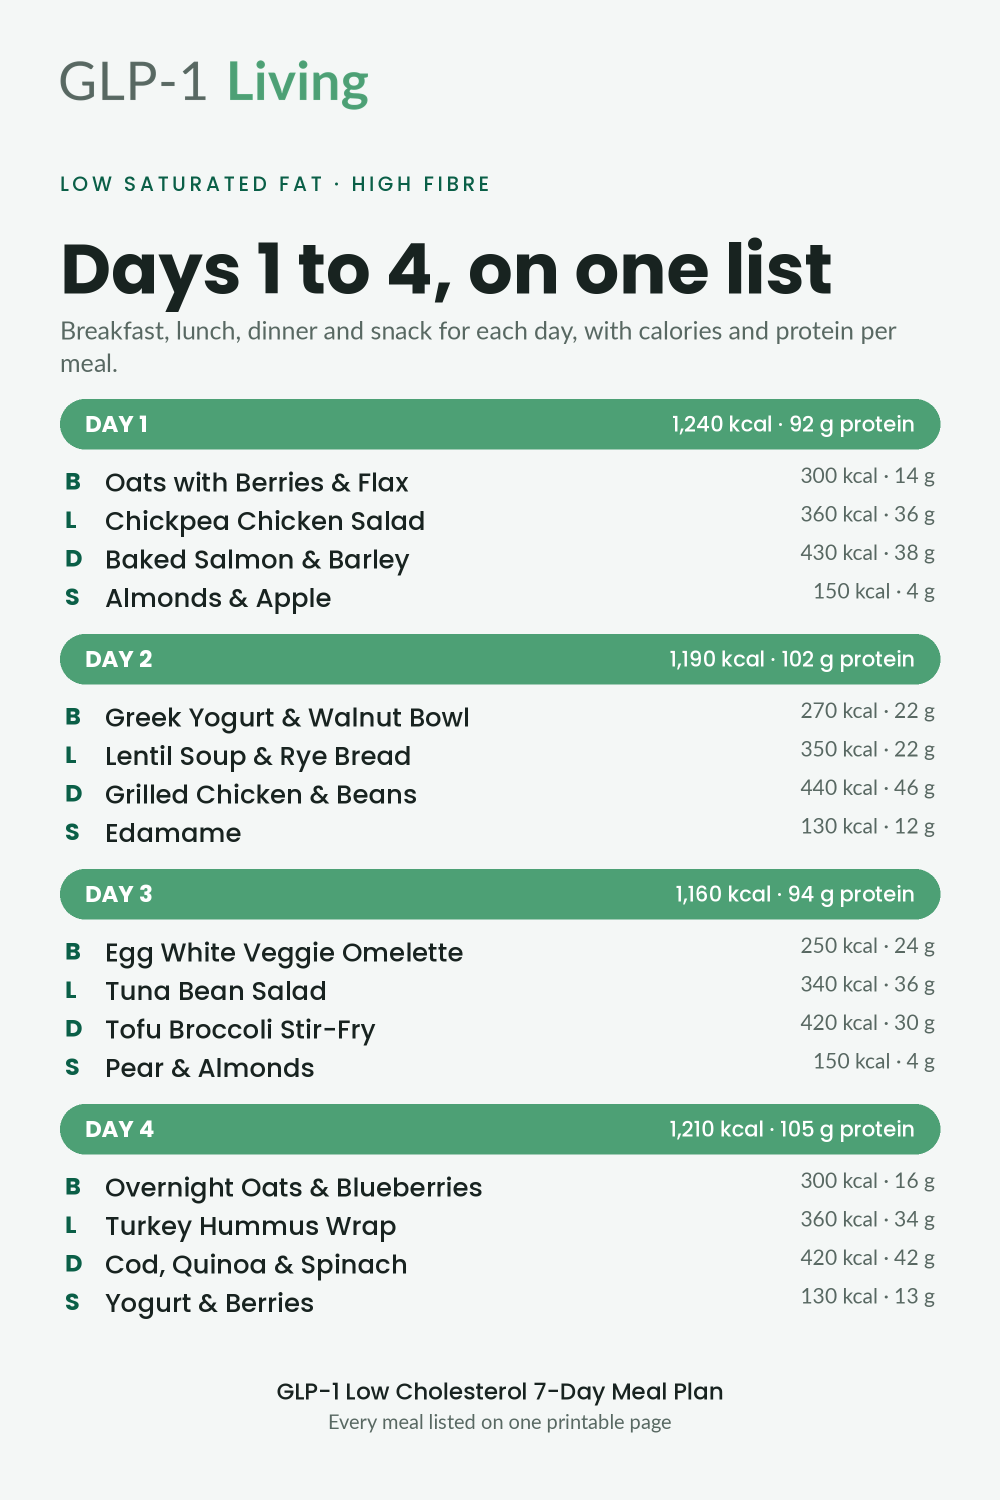 GLP-1 Living
LOW SATURATED FAT · HIGH FIBRE
Days 1 to 4, on one list
Breakfast, lunch, dinner and snack for each day, with calories and protein per
meal.
DAY 1 1,240 kcal · 92 g protein
B Oats with Berries & Flax 300 kcal · 14 g
L Chickpea Chicken Salad 360 kcal · 36 g
D Baked Salmon & Barley 430 kcal · 38 g
S Almonds & Apple 150 kcal · 4 g
DAY 2 1,190 kcal · 102 g protein
B Greek Yogurt & Walnut Bowl 270 kcal · 22 g
L Lentil Soup & Rye Bread 350 kcal · 22 g
D Grilled Chicken & Beans 440 kcal · 46 g
S Edamame 130 kcal · 12 g
DAY 3 1,160 kcal · 94 g protein
B Egg White Veggie Omelette 250 kcal · 24 g
L Tuna Bean Salad 340 kcal · 36 g
D Tofu Broccoli Stir-Fry 420 kcal · 30 g
S Pear & Almonds 150 kcal · 4 g
DAY 4 1,210 kcal · 105 g protein
B Overnight Oats & Blueberries 300 kcal · 16 g
L Turkey Hummus Wrap 360 kcal · 34 g
D Cod, Quinoa & Spinach 420 kcal · 42 g
S Yogurt & Berries 130 kcal · 13 g
GLP-1 Low Cholesterol 7-Day Meal Plan
Every meal listed on one printable page